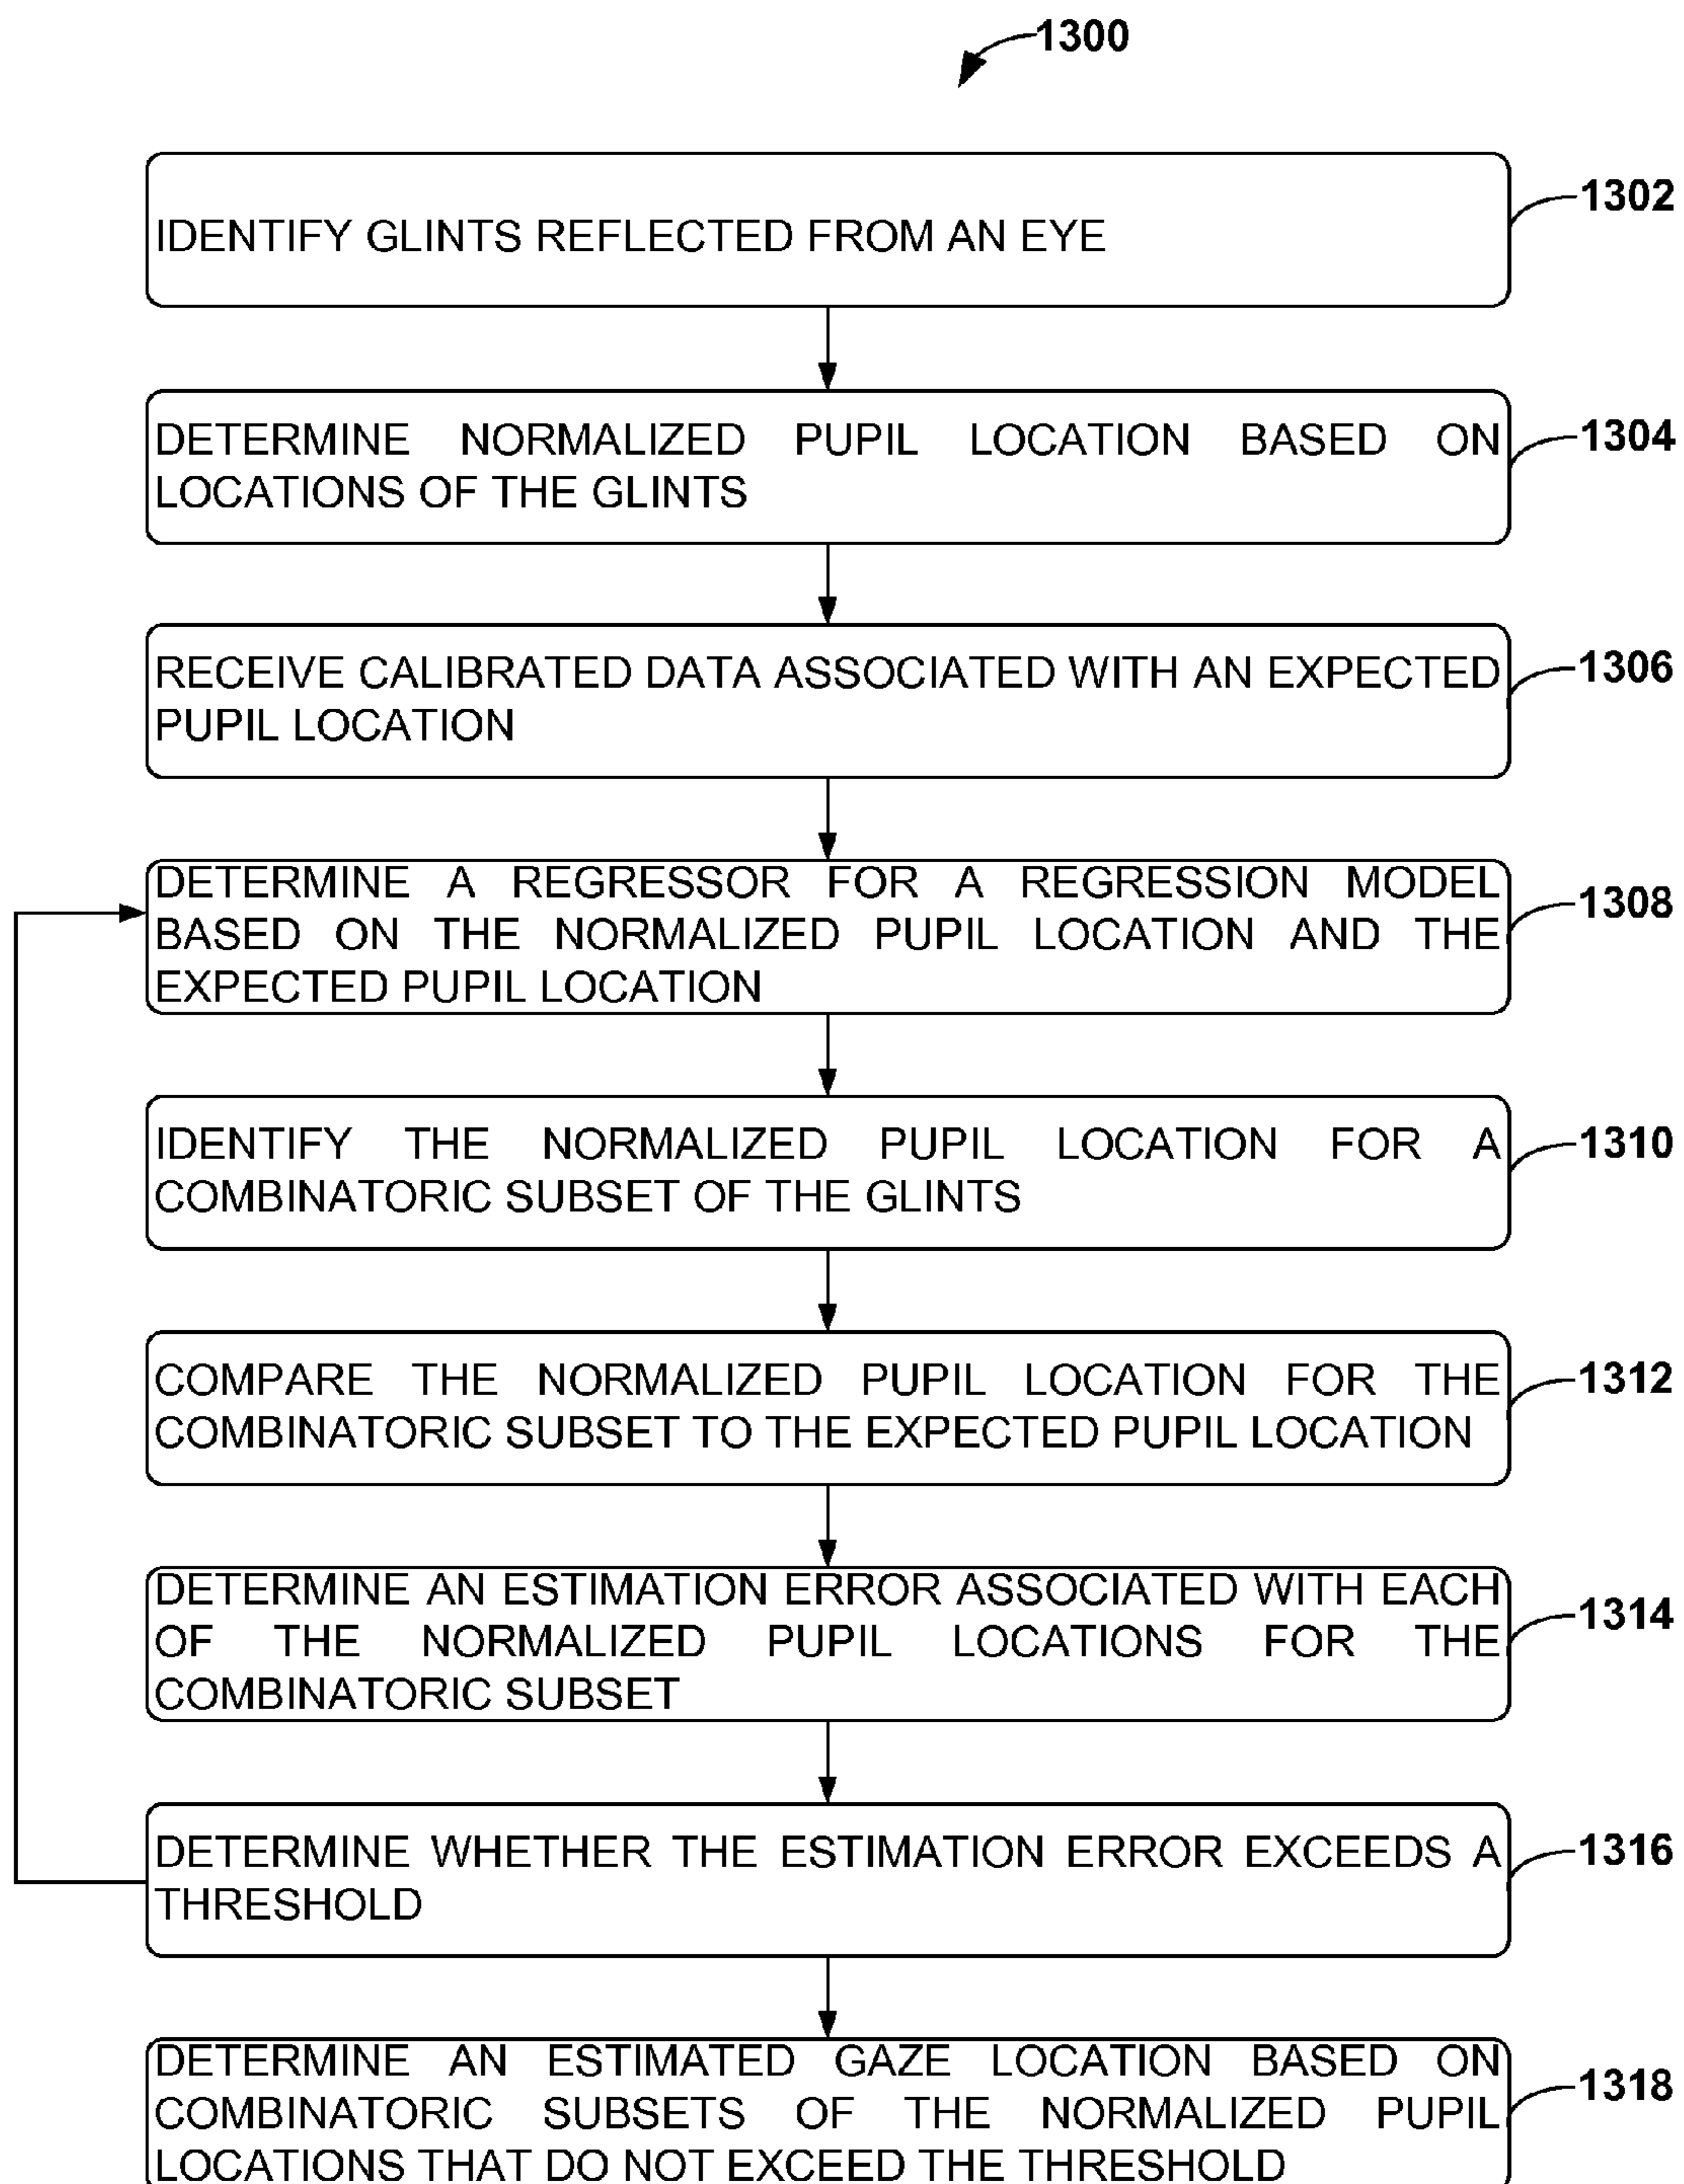 1300
IDENTIFY GLINTS REFLECTED FROM AN EYE
1302
DETERMINE NORMALIZED PUPIL LOCATION BASED ON
LOCATIONS OF THE GLINTS
1304
RECEIVE CALIBRATED DATA ASSOCIATED WITH AN EXPECTED
PUPIL LOCATION
1306
DETERMINE A REGRESSOR FOR A REGRESSION MODEL
BASED ON THE NORMALIZED PUPIL LOCATION AND THE
EXPECTED PUPIL LOCATION
1308
IDENTIFY THE NORMALIZED PUPIL LOCATION FOR A
COMBINATORIC SUBSET OF THE GLINTS
1310
COMPARE THE NORMALIZED PUPIL LOCATION FOR THE
COMBINATORIC SUBSET TO THE EXPECTED PUPIL LOCATION
1312
DETERMINE AN ESTIMATION ERROR ASSOCIATED WITH EACH
OF THE NORMALIZED PUPIL LOCATIONS FOR THE
COMBINATORIC SUBSET
1314
DETERMINE WHETHER THE ESTIMATION ERROR EXCEEDS A
THRESHOLD
1316
DETERMINE AN ESTIMATED GAZE LOCATION BASED ON
COMBINATORIC SUBSETS OF THE NORMALIZED PUPIL
LOCATIONS THAT DO NOT EXCEED THE THRESHOLD
1318